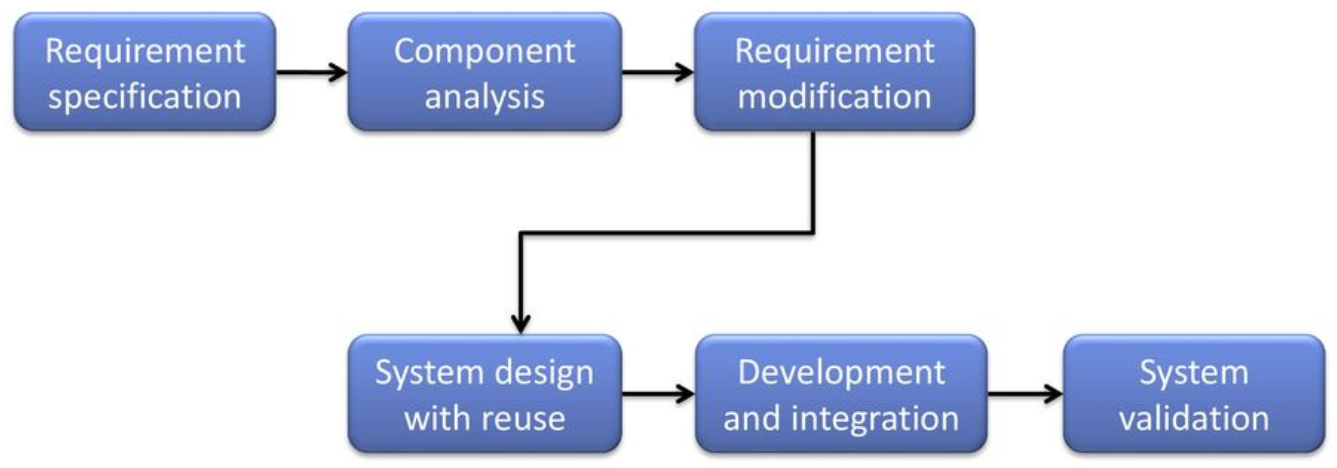 Requirement
specification
Component
analysis
Requirement
modification
System design
with reuse
Development
and integration
System
validation